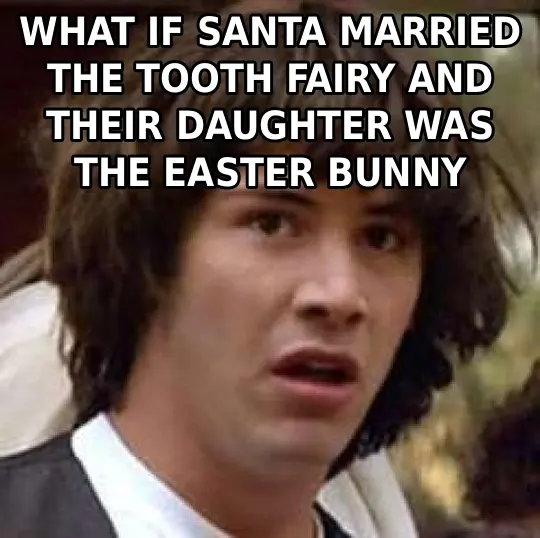 WHAT IF SANTA MARRIED
THE TOOTH FAIRY AND
THEIR DAUGHTER WAS
THE EASTER BUNNY